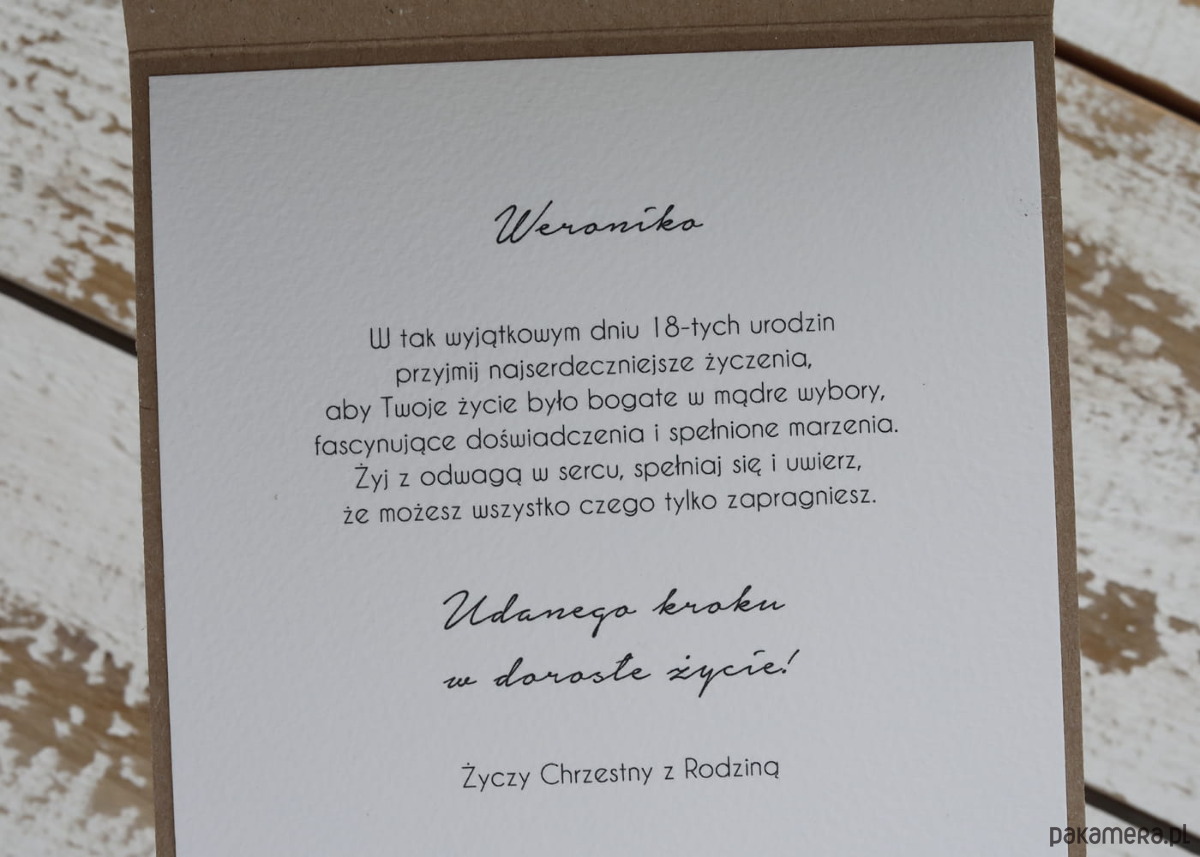 Weroniko
W tak wyjątkowym dniu 18-tych urodzin
przyjmij najserdeczniejsze życzenia,
aby Twoje życie było bogate w mądre wybory,
fascynujące doświadczenia i spełnione marzenia.
Żyj z odwagą w sercu, spełniaj się i uwierz,
że możesz wszystko czego tylko zapragniesz.
Udanego kroku
w dorosłe życie!
Życzy Chrzestny z Rodziną
pakamera.pl